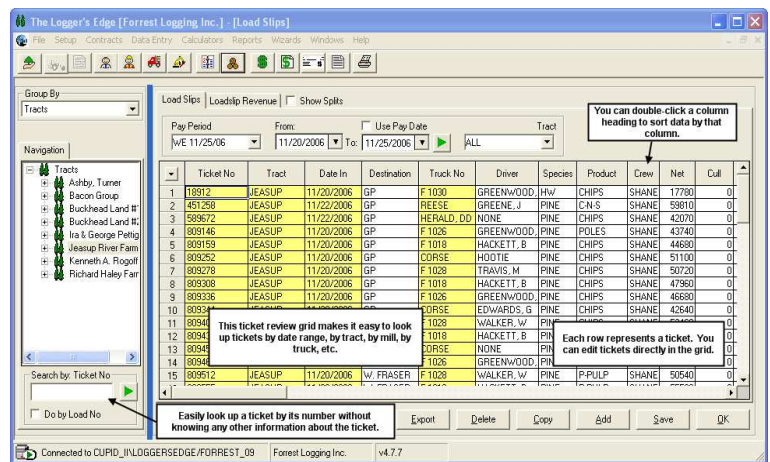 The Logger's Edge [Forrest Logging Inc.] - [Load Slips]
File Setup Contracts Data Entry Calculators Reports Wizards Windows Help
Group By
Tracts
Navigation
Tracts
Ashby, Turner
Bacon Group
Buckhead Land #
Buckhead Land #
Ira & George Pettig
Jeasup River Farm
Kenneth A. Rogoff
Richard Haley Farr
Search by: Ticket No
Do by Load No
Load Slips Loadslip Revenue Show Splits
Pay Period From: Use Pay Date Tract
WE 11/25/06 11/20/2006 To: 11/25/2006 ALL
You can double-click a column heading to sort data by that column.
Ticket No Tract Date In Destination Truck No Driver Species Product Crew Net Cull
1 18912 JEASUP 11/20/2006 GP F 1030 GREENWOOD, HW CHIPS SHANE 17780 0
2 451258 JEASUP 11/22/2006 GP REESE GREENE, J PINE C-N-S SHANE 59810 0
3 589672 JEASUP 11/22/2006 GP HERALD, DD NONE PINE CHIPS SHANE 42070 0
4 809146 JEASUP 11/20/2006 GP F 1026 GREENWOOD, PINE POLES SHANE 43740 0
5 809159 JEASUP 11/20/2006 GP F 1018 HACKETT, B PINE CHIPS SHANE 44680 0
6 809252 JEASUP 11/20/2006 GP CORSE HOOTIE PINE CHIPS SHANE 51100 0
7 809278 JEASUP 11/20/2006 GP F 1028 TRAVIS, M PINE CHIPS SHANE 50720 0
8 809308 JEASUP 11/20/2006 GP F 1018 HACKETT, B PINE CHIPS SHANE 47960 0
9 809336 JEASUP 11/20/2006 GP F 1026 GREENWOOD, PINE CHIPS SHANE 46680 0
10 JEASUP 11/20/2006 GP CORSE EDWARDS, G PINE CHIPS SHANE 42640 0
11 F 1028 WALKER, W 0
12 F 1018 HACKETT, B 0
13 CORSE NONE 0
14 F 1026 GREENWOOD, 0
15 809512 JEASUP 11/20/2006 W. FRASER F 1028 WALKER, W PINE P-PULP SHANE 50540 0
This ticket review grid makes it easy to look up tickets by date range, by tract, by mill, by truck, etc.
Each row represents a ticket. You can edit tickets directly in the grid.
Easily look up a ticket by its number without knowing any other information about the ticket.
Export Delete Copy Add Save OK
Connected to CUPID_II\LOGGERSEDGE/FORREST_09 Forrest Logging Inc. v4.7.7